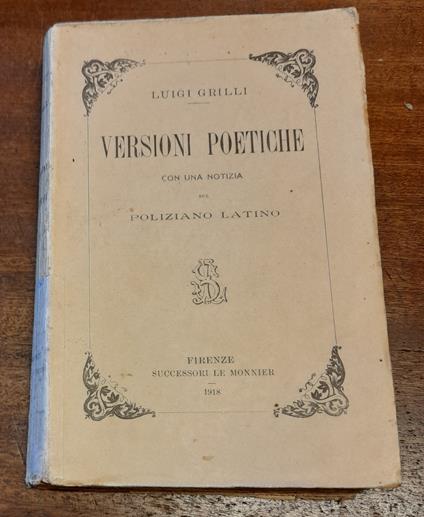 LUIGI GRILLI
VERSIONI POETICHE
CON UNA NOTIZIA
SUL
POLIZIANO LATINO
FIRENZE
SUCCESSORI LE MONNIER
1918